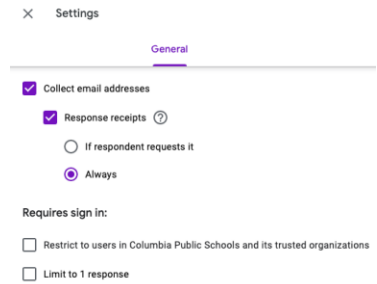 Settings
General
Collect email addresses
Response receipts
If respondent requests it
Always
Requires sign in:
Restrict to users in Columbia Public Schools and its trusted organizations
Limit to 1 response